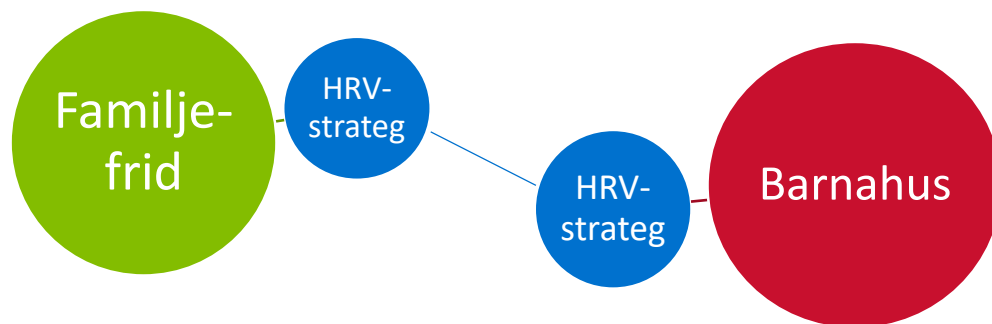 Familje-
frid
HRV-
strateg
HRV-
strateg
Barnahus